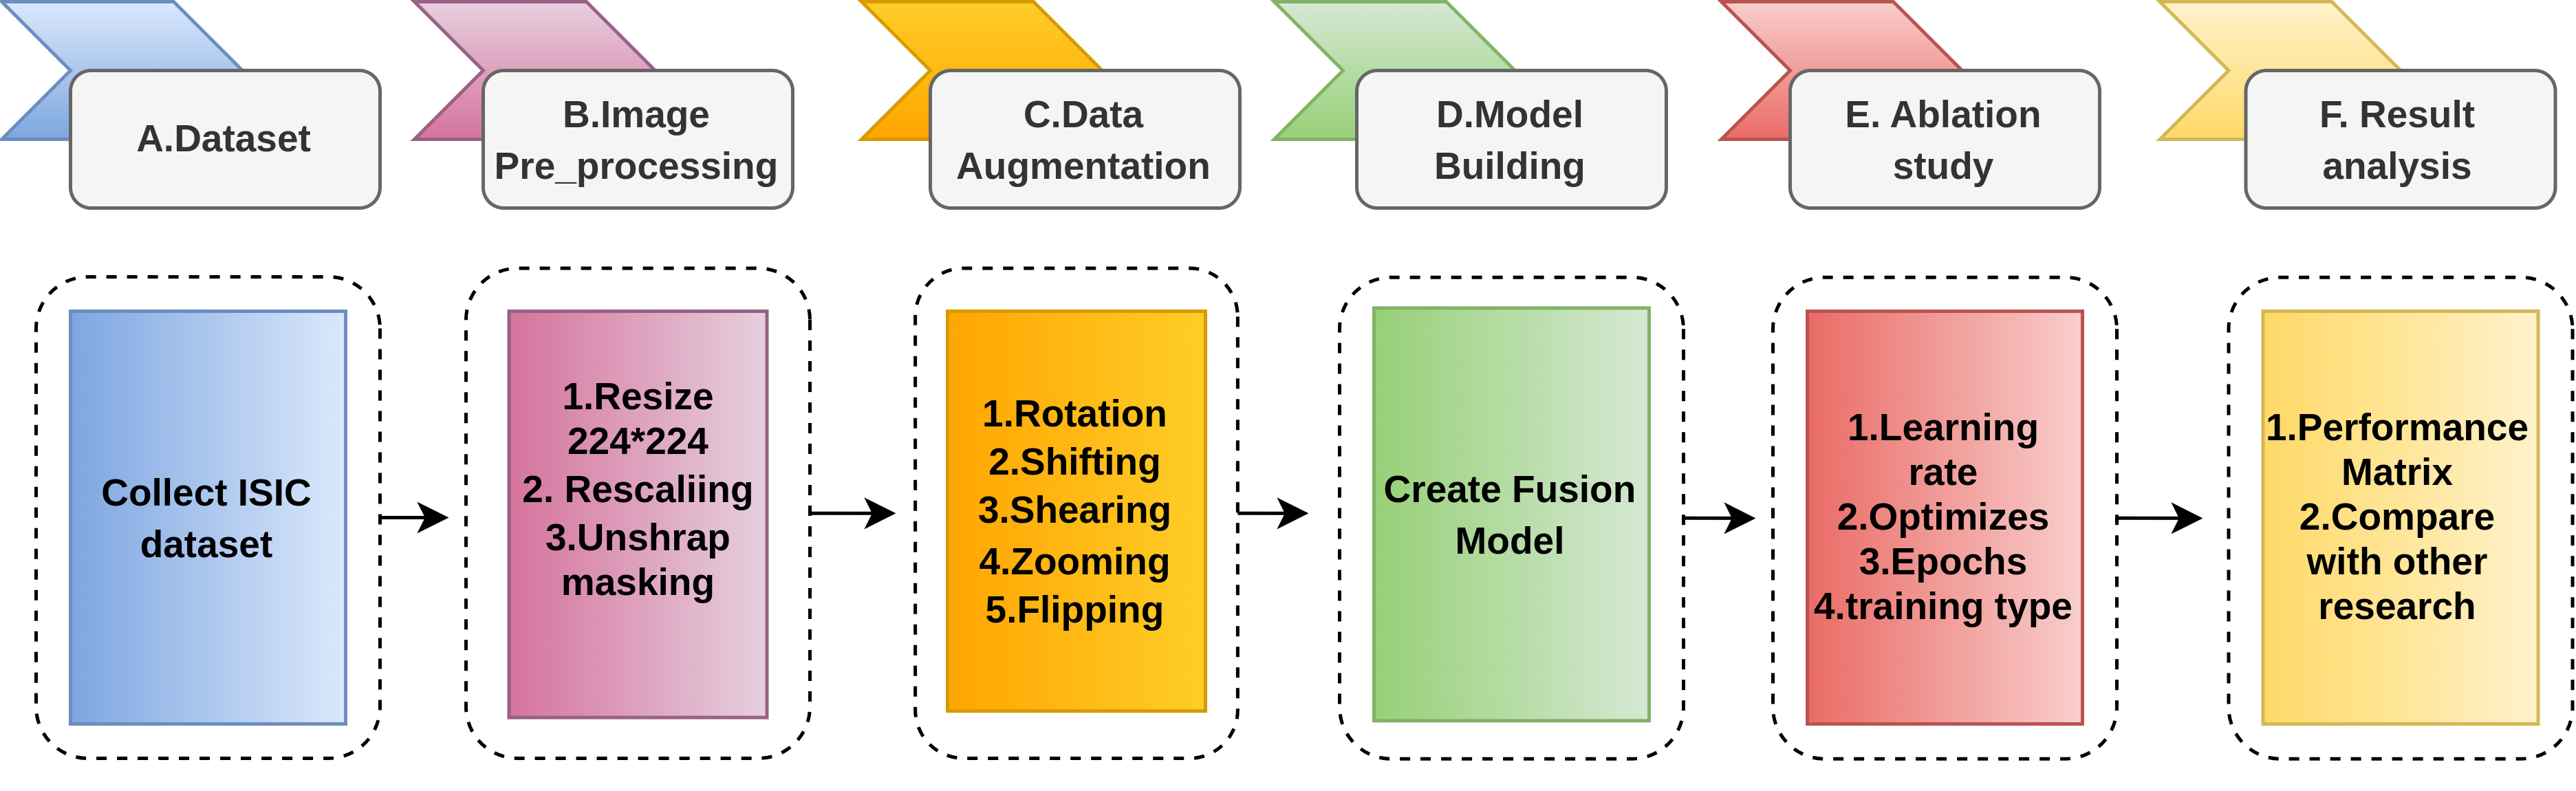 A.Dataset
B.Image
Pre_processing
C.Data
Augmentation
D.Model
Building
E. Ablation
study
F. Result
analysis
Collect ISIC
dataset
1.Resize
224*224
2. Rescaliing
3.Unshrap
masking
1.Rotation
2.Shifting
3.Shearing
4.Zooming
5.Flipping
Create Fusion
Model
1.Learning
rate
2.Optimizes
3.Epochs
4.training type
1.Performance
Matrix
2.Compare
with other
research